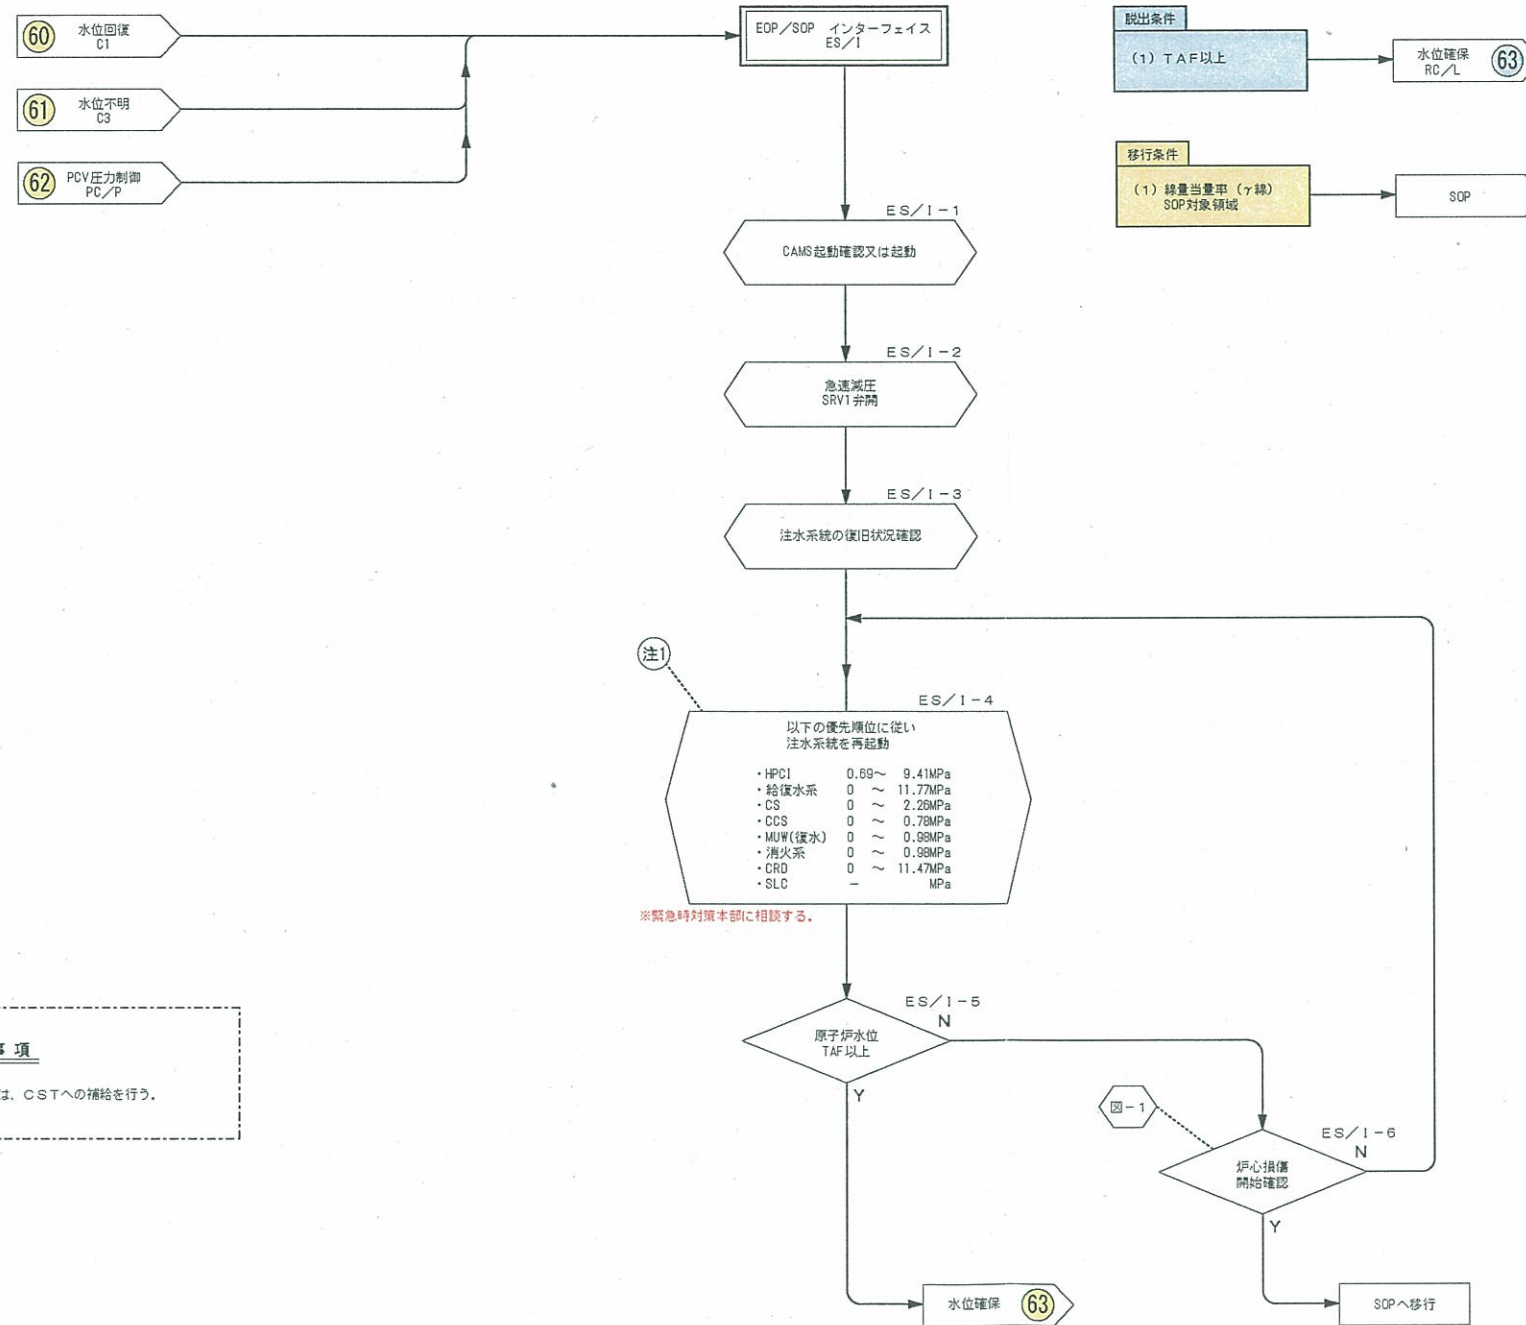 60 水位回復
C1
61 水位不明
C3
62 PCV圧力制御
PC/P
EOP/SOP インターフェイス
ES/I
脱出条件
(1) TAF以上
水位確保
RC/L
63
移行条件
(1) 線量当量率 (γ線)
SOP対象領域
SOP
ES/I-1
CAMS起動確認又は起動
ES/I-2
急速減圧
SRV1弁開
ES/I-3
注水系統の復旧状況確認
注1
ES/I-4
以下の優先順位に従い
注水系統を再起動
・HPCI 0.69~ 9.41MPa
・給復水系 0 ~ 11.77MPa
・CS 0 ~ 2.26MPa
・CCS 0 ~ 0.78MPa
・MUW(復水) 0 ~ 0.98MPa
・消火系 0 ~ 0.98MPa
・CRD 0 ~ 11.47MPa
・SLC - MPa
※緊急時対策本部に相談する。
ES/I-5
原子炉水位
TAF以上
N
Y
図-1
ES/I-6
炉心損傷
開始確認
N
Y
事項
は、CSTへの補給を行う。
水位確保 63
SOPへ移行